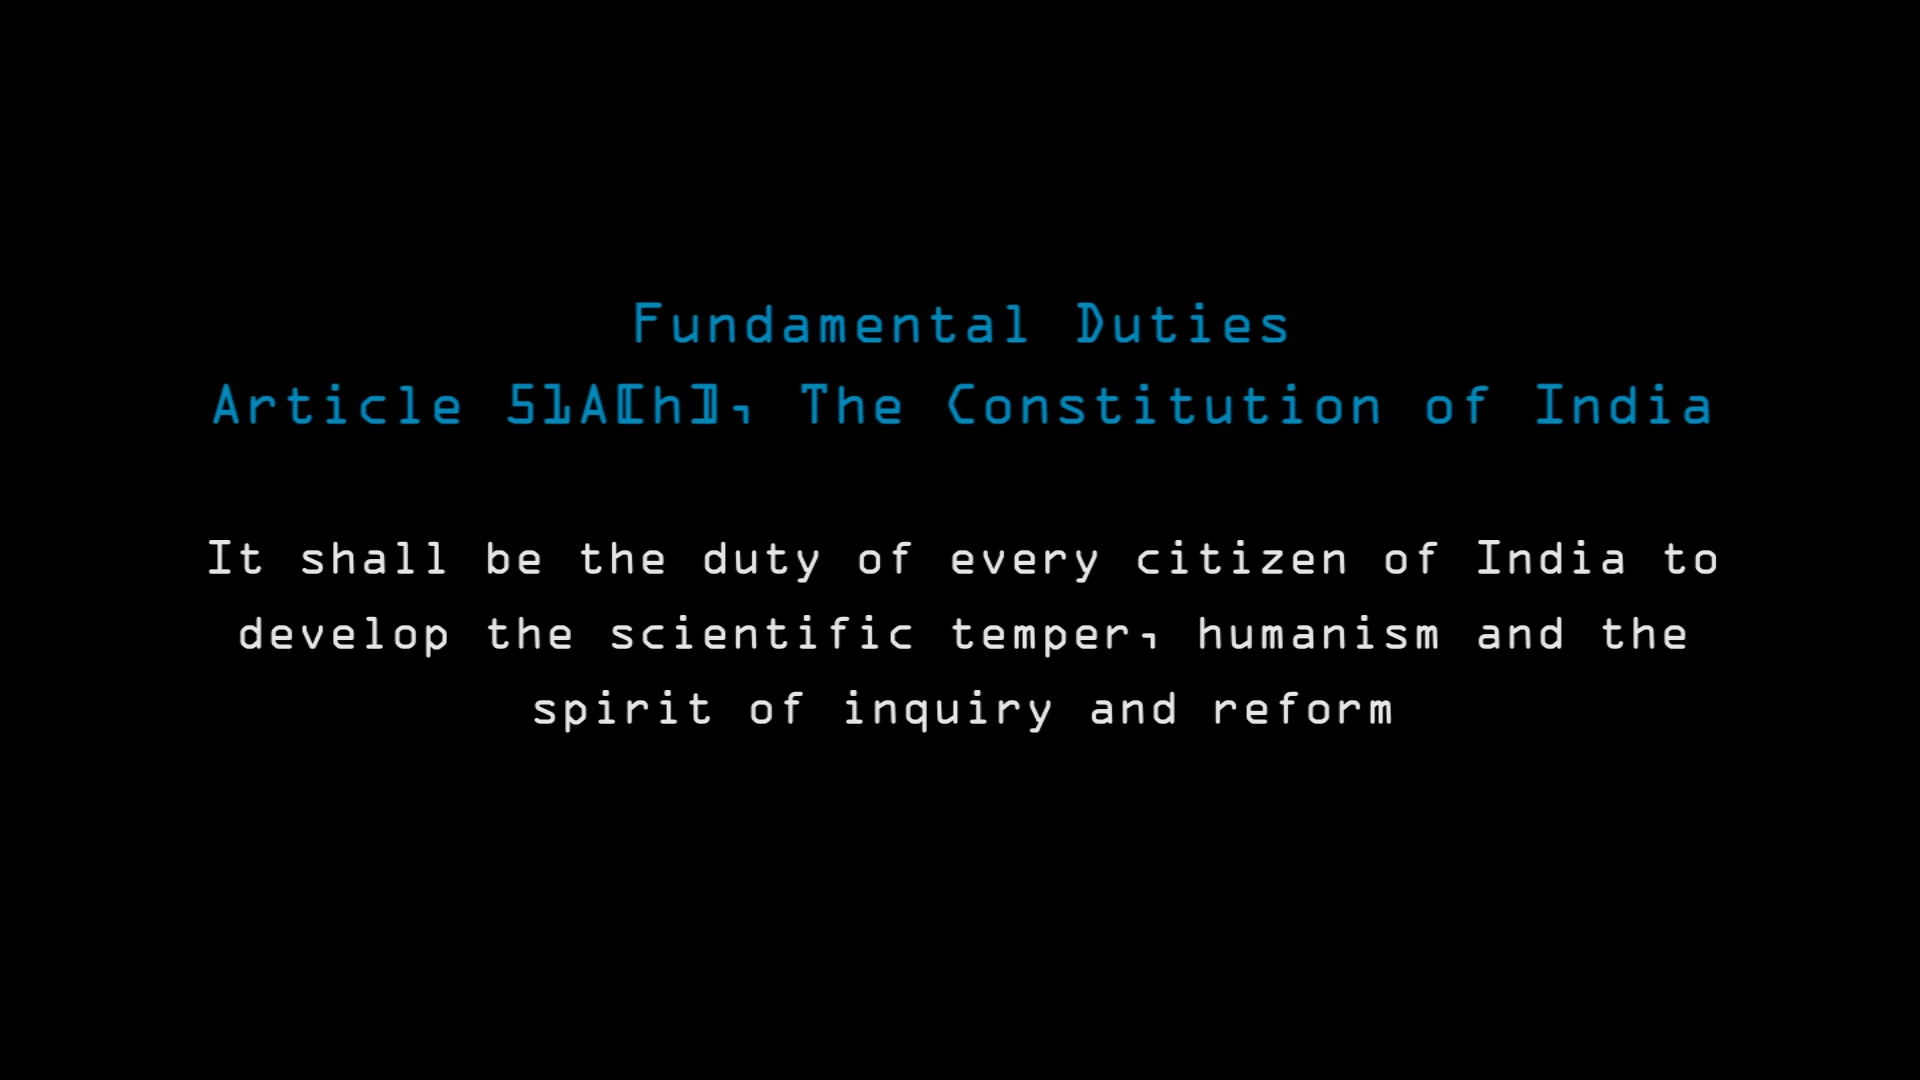 Fundamental Duties
Article 51A[h], The Constitution of India
It shall be the duty of every citizen of India to
develop the scientific temper, humanism and the
spirit of inquiry and reform